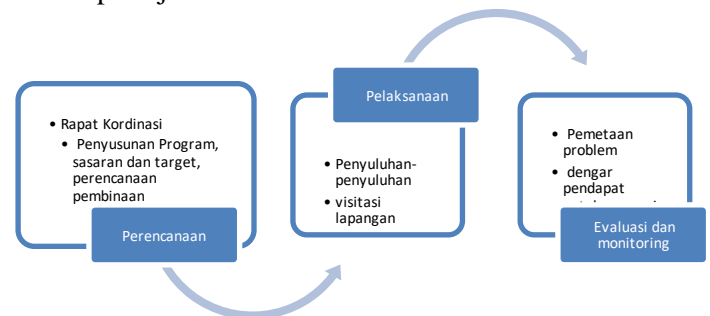 • Rapat Kordinasi
• Penyusunan Program,
sasaran dan target,
perencanaan
pembinaan
Perencanaan
Pelaksanaan
• Penyuluhan-
penyuluhan
• visitasi
lapangan
• Pemetaan
problem
• dengar
pendapat
Evaluasi dan
monitoring